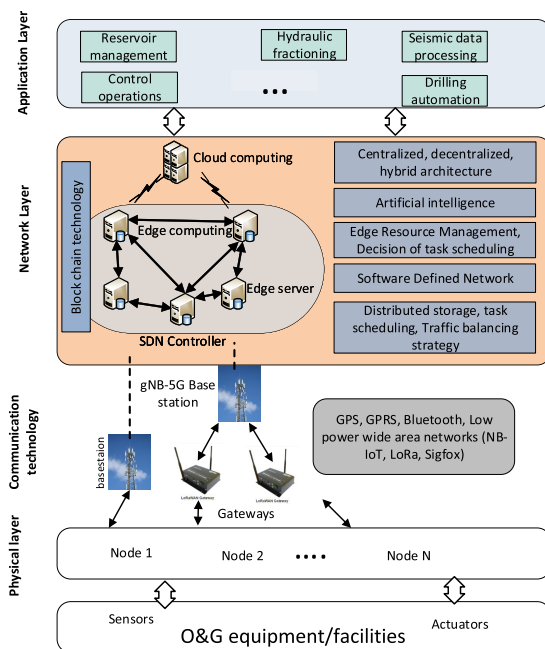 Application Layer
Reservoir
management
Hydraulic
fractioning
Seismic data
processing
Control
operations
...
Drilling
automation
Network Layer
Block chain technology
Cloud computing
Edge computing
Edge server
SDN Controller
Centralized, decentralized,
hybrid architecture
Artificial intelligence
Edge Resource Management,
Decision of task scheduling
Software Defined Network
Distributed storage, task
scheduling, Traffic balancing
strategy
Communication
technology
gNB-5G Base
station
basestaion
LoRaWAN Gateway
LoRaWAN Gateway
Gateways
GPS, GPRS, Bluetooth, Low
power wide area networks (NB-
IoT, LoRa, Sigfox)
Physical layer
Node 1
Node 2
....
Node N
Sensors
Actuators
O&G equipment/facilities